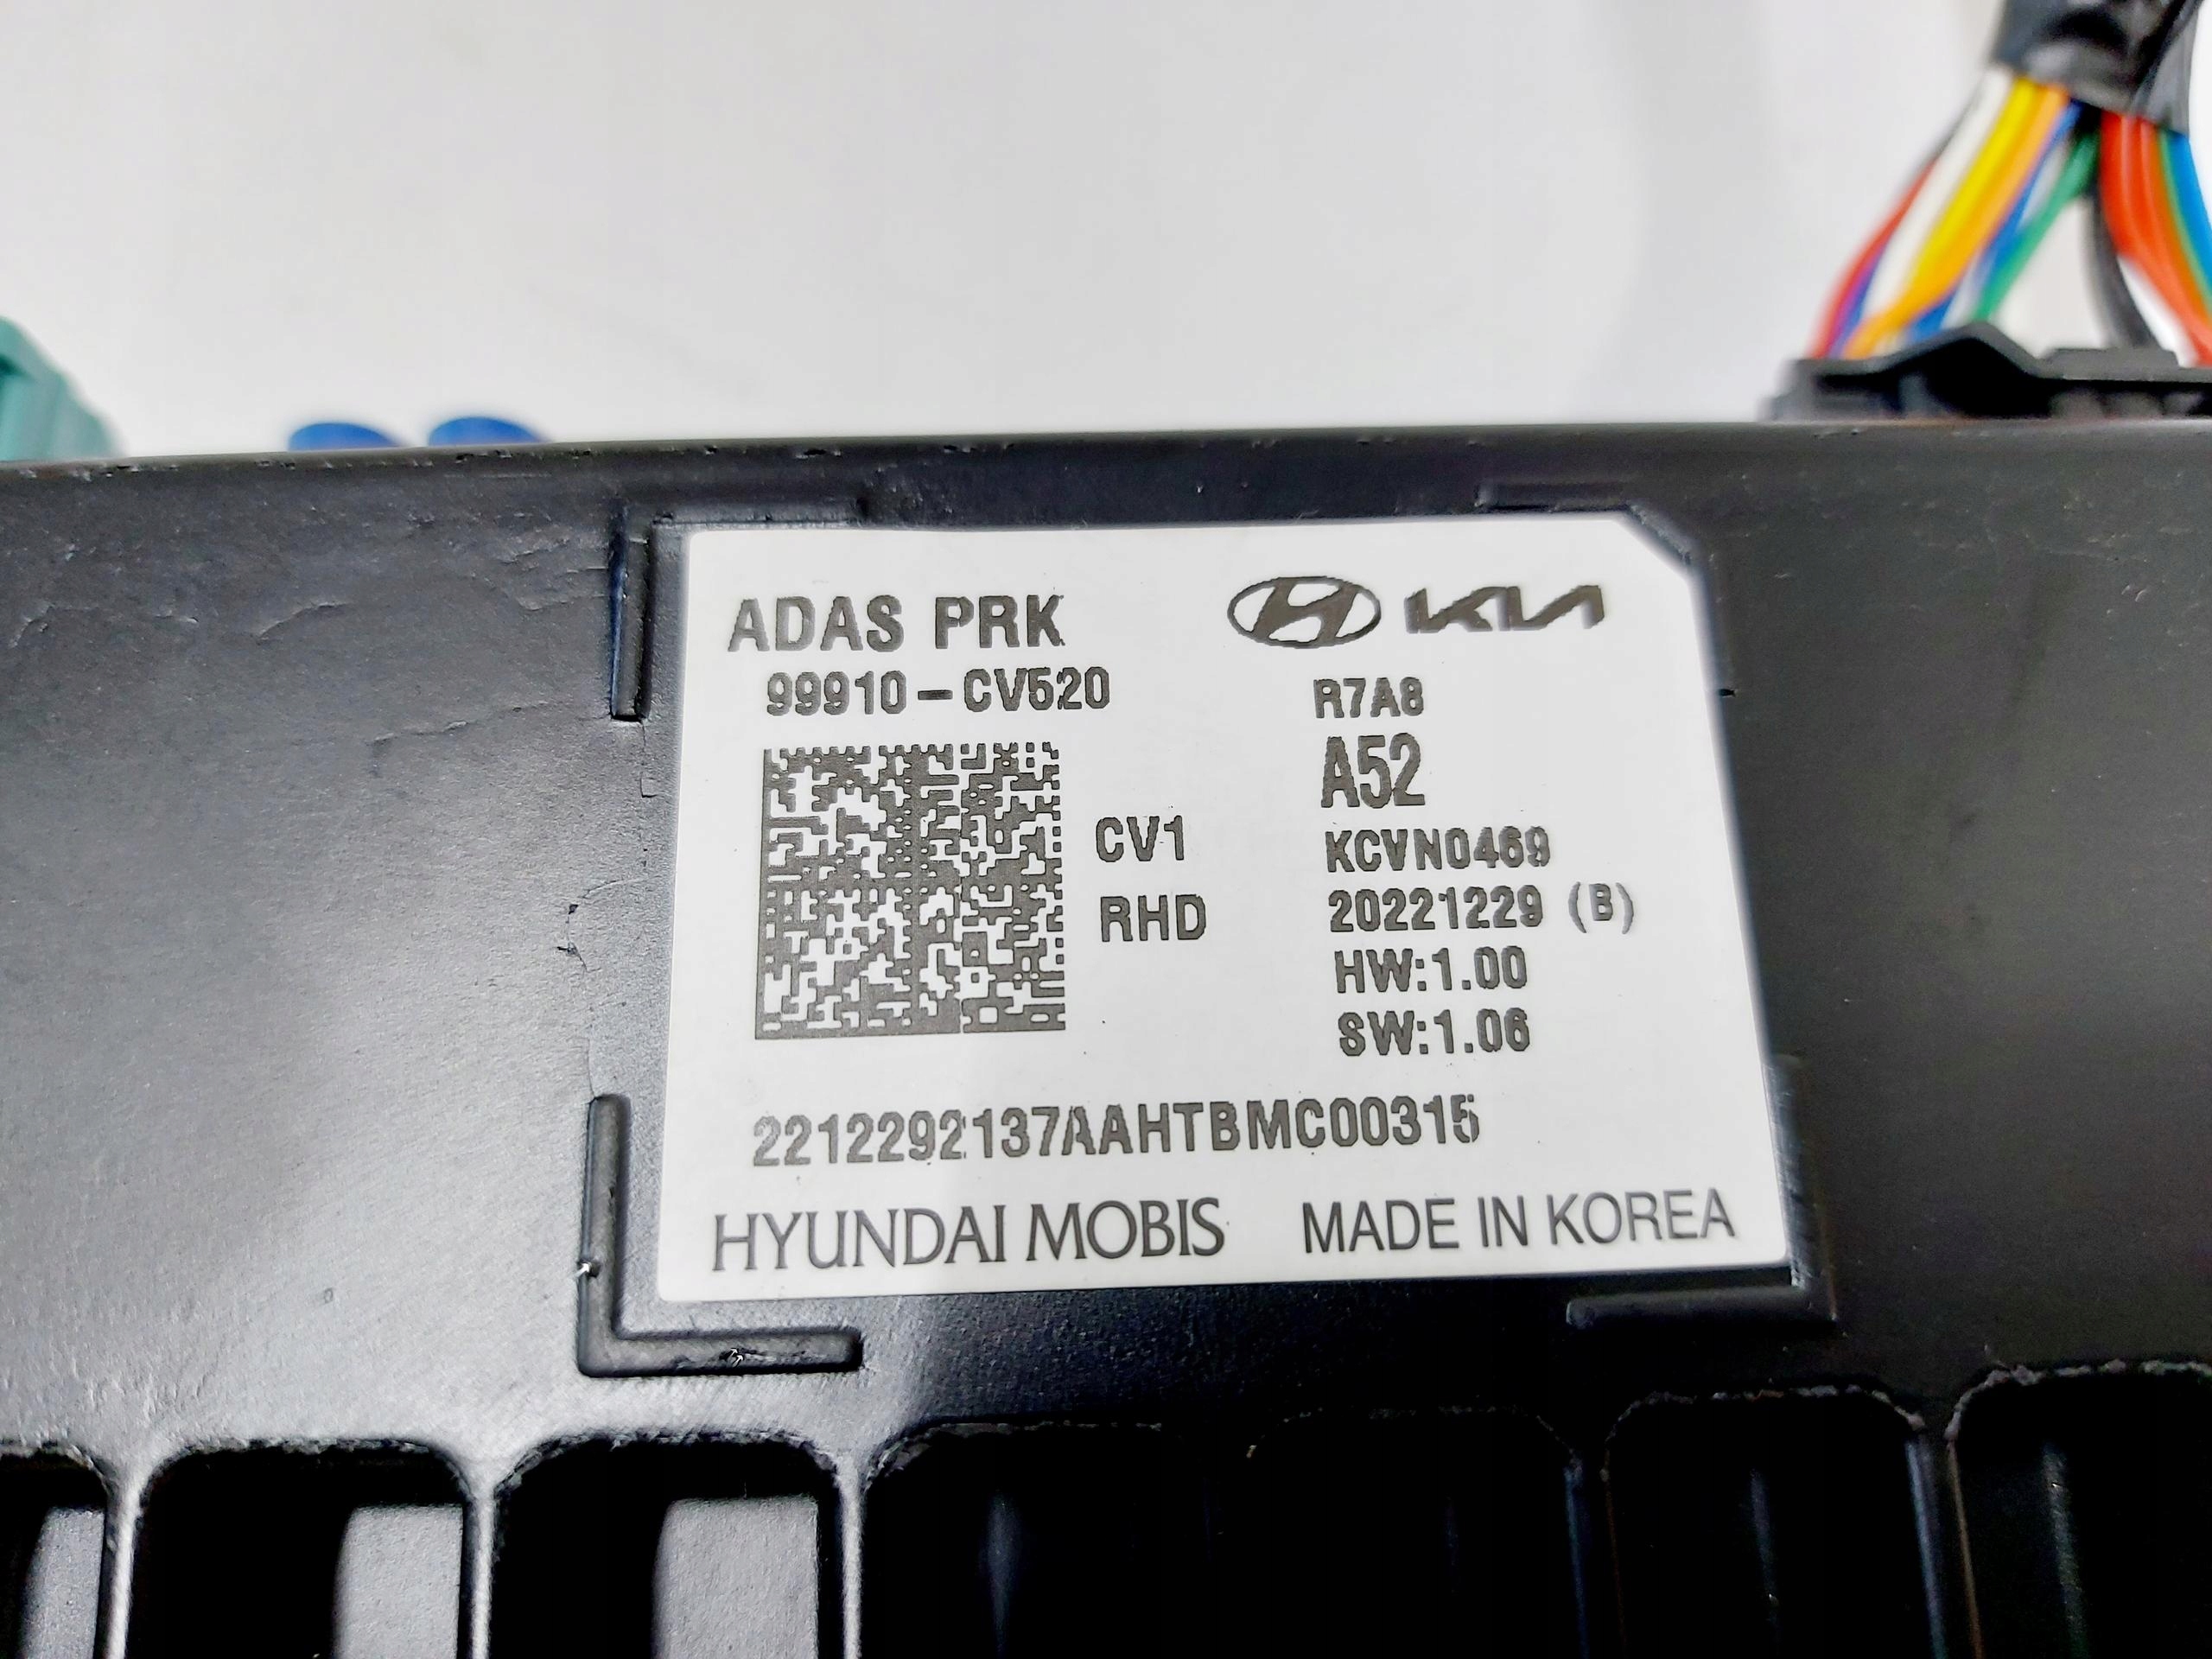 ADAS PRK
KIA
99910-CV520
R7A8
A52
CV1
KCVN0469
RHD
20221229 (B)
HW:1.00
SW:1.06
2212292137AAHTBMC00315
HYUNDAI MOBIS
MADE IN KOREA